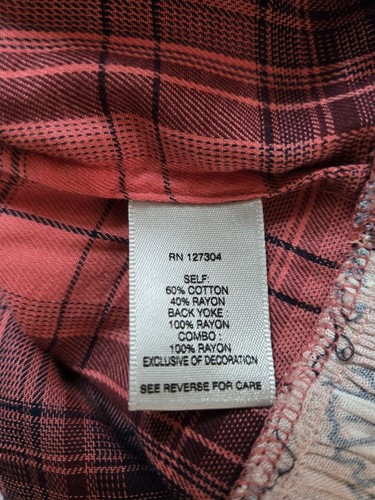 RN 127304
SELF:
60% COTTON
40% RAYON
BACK YOKE :
100% RAYON
COMBO :
100% RAYON
EXCLUSIVE OF DECORATION
SEE REVERSE FOR CARE